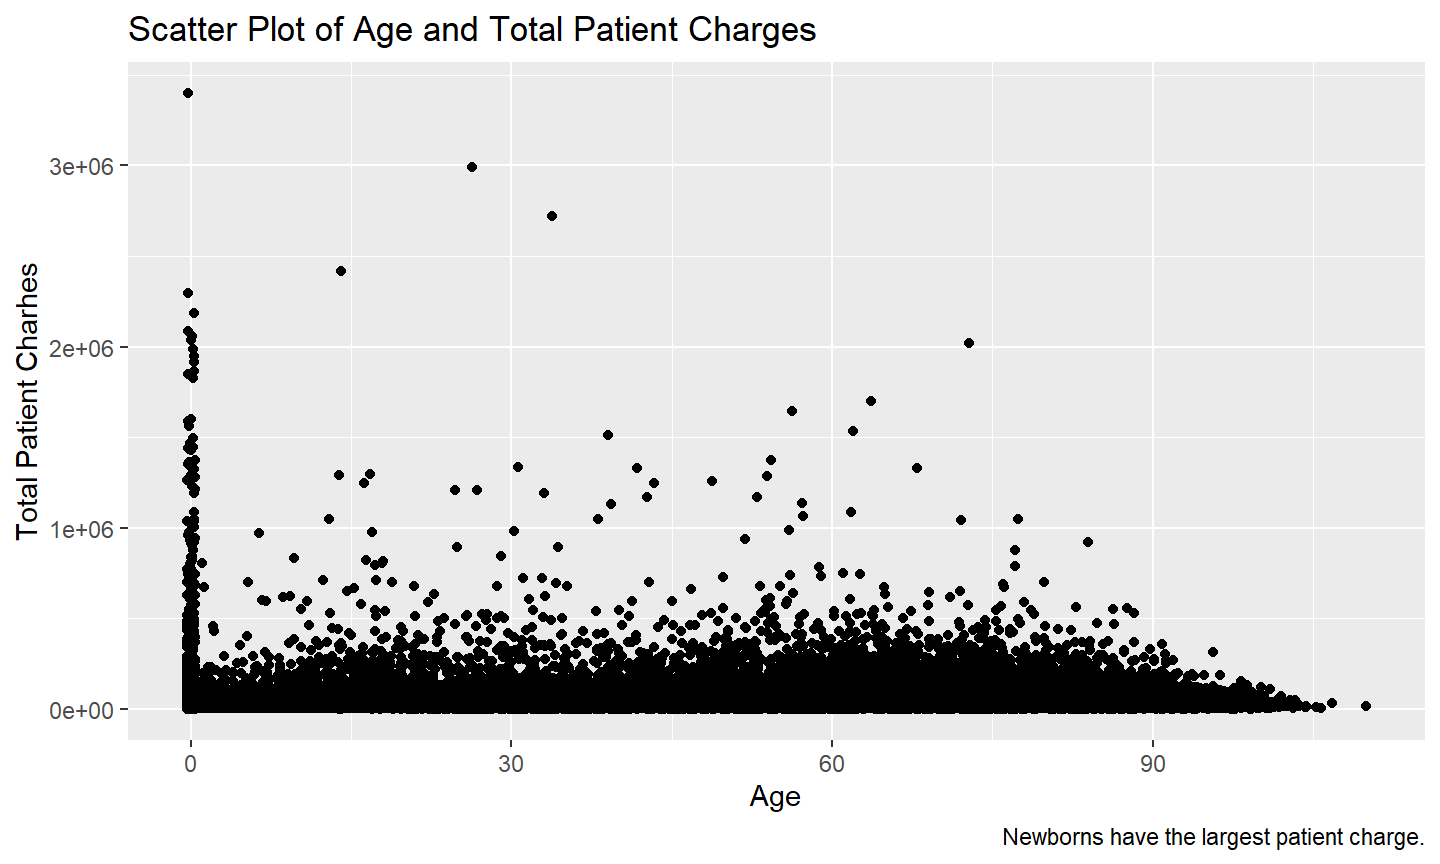 Scatter Plot of Age and Total Patient Charges
Total Patient Charhes
3e+06
2e+06
1e+06
0e+00
0 30 60 90
Age
Newborns have the largest patient charge.